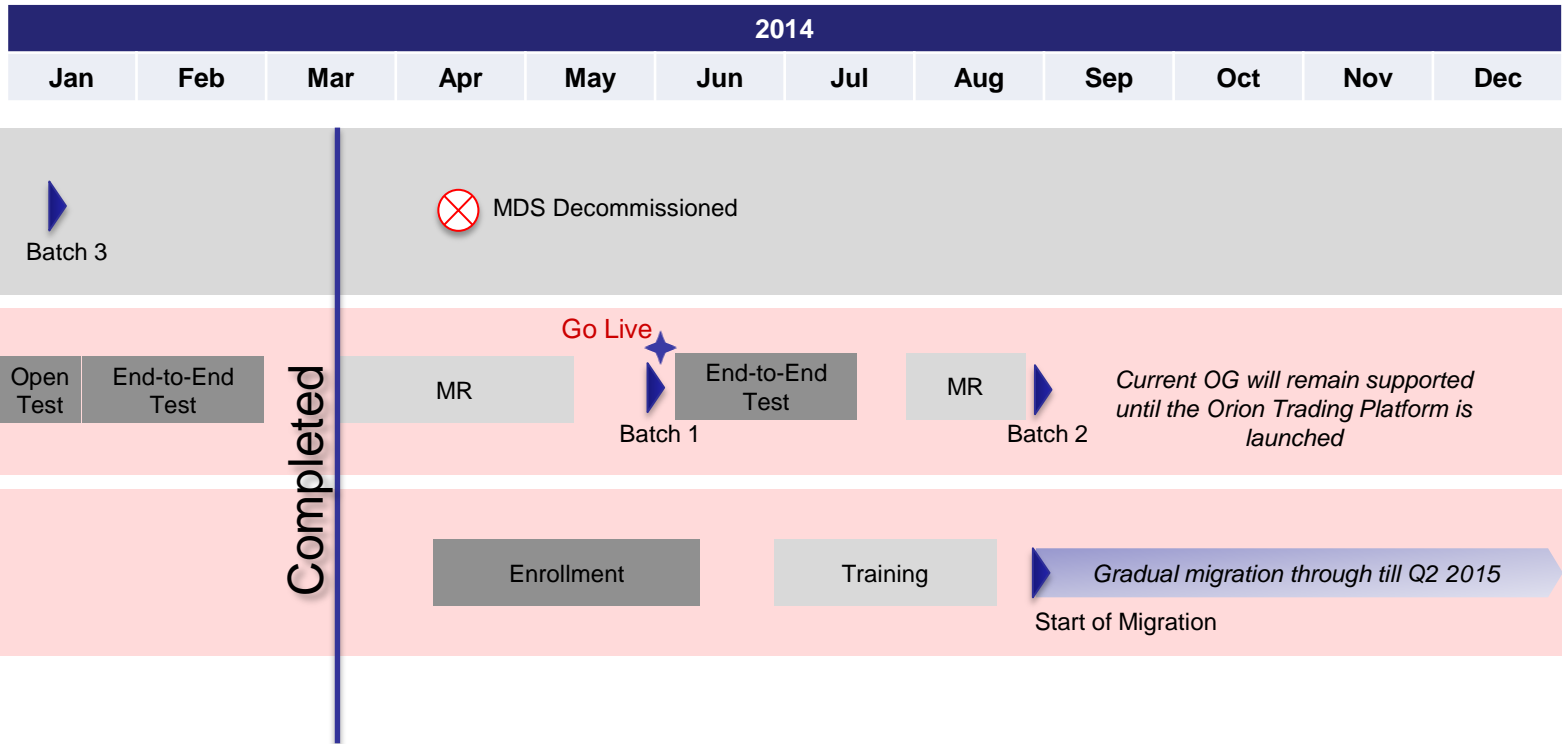 2014
Jan Feb Mar Apr May Jun Jul Aug Sep Oct Nov Dec
MDS Decommissioned
Batch 3
Completed
Go Live
Open
Test
End-to-End
Test
MR
Batch 1
End-to-End
Test
MR
Batch 2
Current OG will remain supported
until the Orion Trading Platform is
launched
Enrollment
Training
Gradual migration through till Q2 2015
Start of Migration